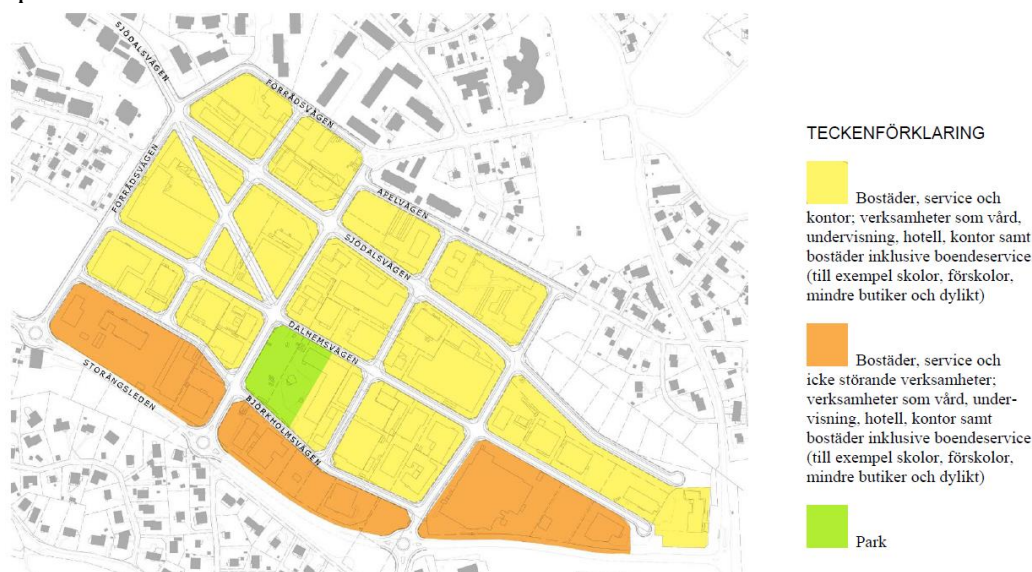 SJÖDALSVÄGEN
FÖRRÅDSVÄGEN
FÖRRÅDSVÄGEN
APELVÄGEN
SJÖDALSVÄGEN
DALHEMSVÄGEN
BJÖRKHOLMSVÄGEN
STORÄNGSLEDEN
TECKENFÖRKLARING
Bostäder, service och
kontor; verksamheter som vård,
undervisning, hotell, kontor samt
bostäder inklusive boendeservice
(till exempel skolor, förskolor,
mindre butiker och dylikt)
Bostäder, service och
icke störande verksamheter;
verksamheter som vård, under-
visning, hotell, kontor samt
bostäder inklusive boendeservice
(till exempel skolor, förskolor,
mindre butiker och dylikt)
Park